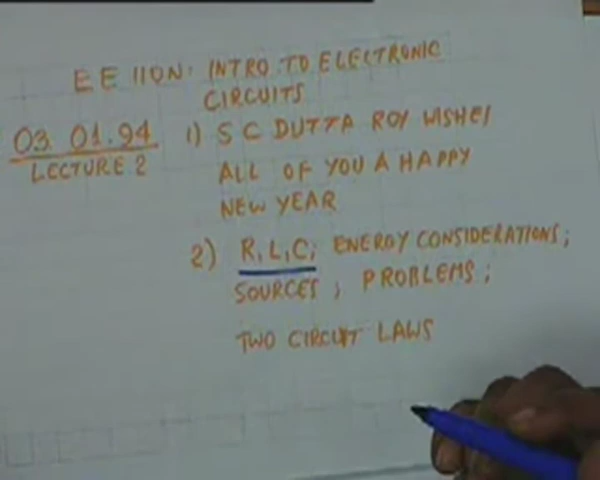 EE 110N: INTRO TO ELECTRONIC
CIRCUITS
03.01.94
LECTURE 2
1) S C DUTTA ROY WISHES
ALL OF YOU A HAPPY
NEW YEAR
2) R, L, C; ENERGY CONSIDERATIONS;
SOURCES; PROBLEMS;
TWO CIRCUIT LAWS